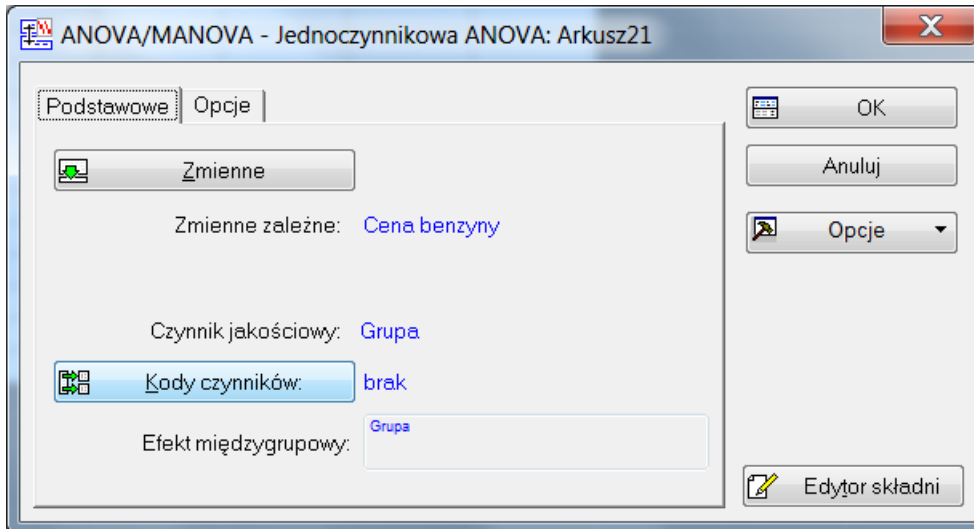 ANOVA/MANOVA - Jednoczynnikowa ANOVA: Arkusz21
Podstawowe Opcje
Zmienne
Zmienne zależne: Cena benzyny
Czynnik jakościowy: Grupa
Kody czynników: brak
Efekt międzygrupowy: Grupa
OK
Anuluj
Opcje
Edytor składni